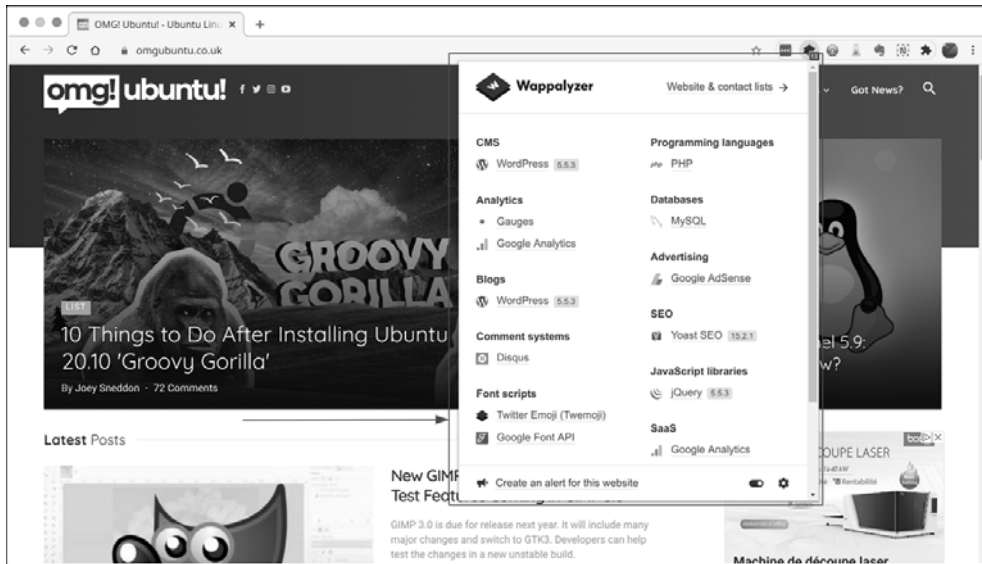 OMG! Ubuntu! - Ubuntu Linu
omgubuntu.co.uk
omg! ubuntu!
Got News?
Wappalyzer
Website & contact lists →
CMS
WordPress 5.5.3
Analytics
Gauges
Google Analytics
Blogs
WordPress 5.5.3
Comment systems
Disqus
Font scripts
Twitter Emoji (Twemoji)
Google Font API
Programming languages
php PHP
Databases
MySQL
Advertising
Google AdSense
SEO
Yoast SEO 15.2.1
JavaScript libraries
jQuery 5.5.3
SaaS
Google Analytics
Create an alert for this website
GROOVY
GORILLA
LIST
10 Things to Do After Installing Ubuntu
20.10 'Groovy Gorilla'
By Joey Sneddon · 72 Comments
el 5.9:
w?
Latest Posts
New GIM
Test Feat
GIMP 3.0 is due for release next year. It will include many
major changes and switch to GTK3. Developers can help
test the changes in a new unstable build.
COUPE LASER
Rentabilité
Machine de découpe laser